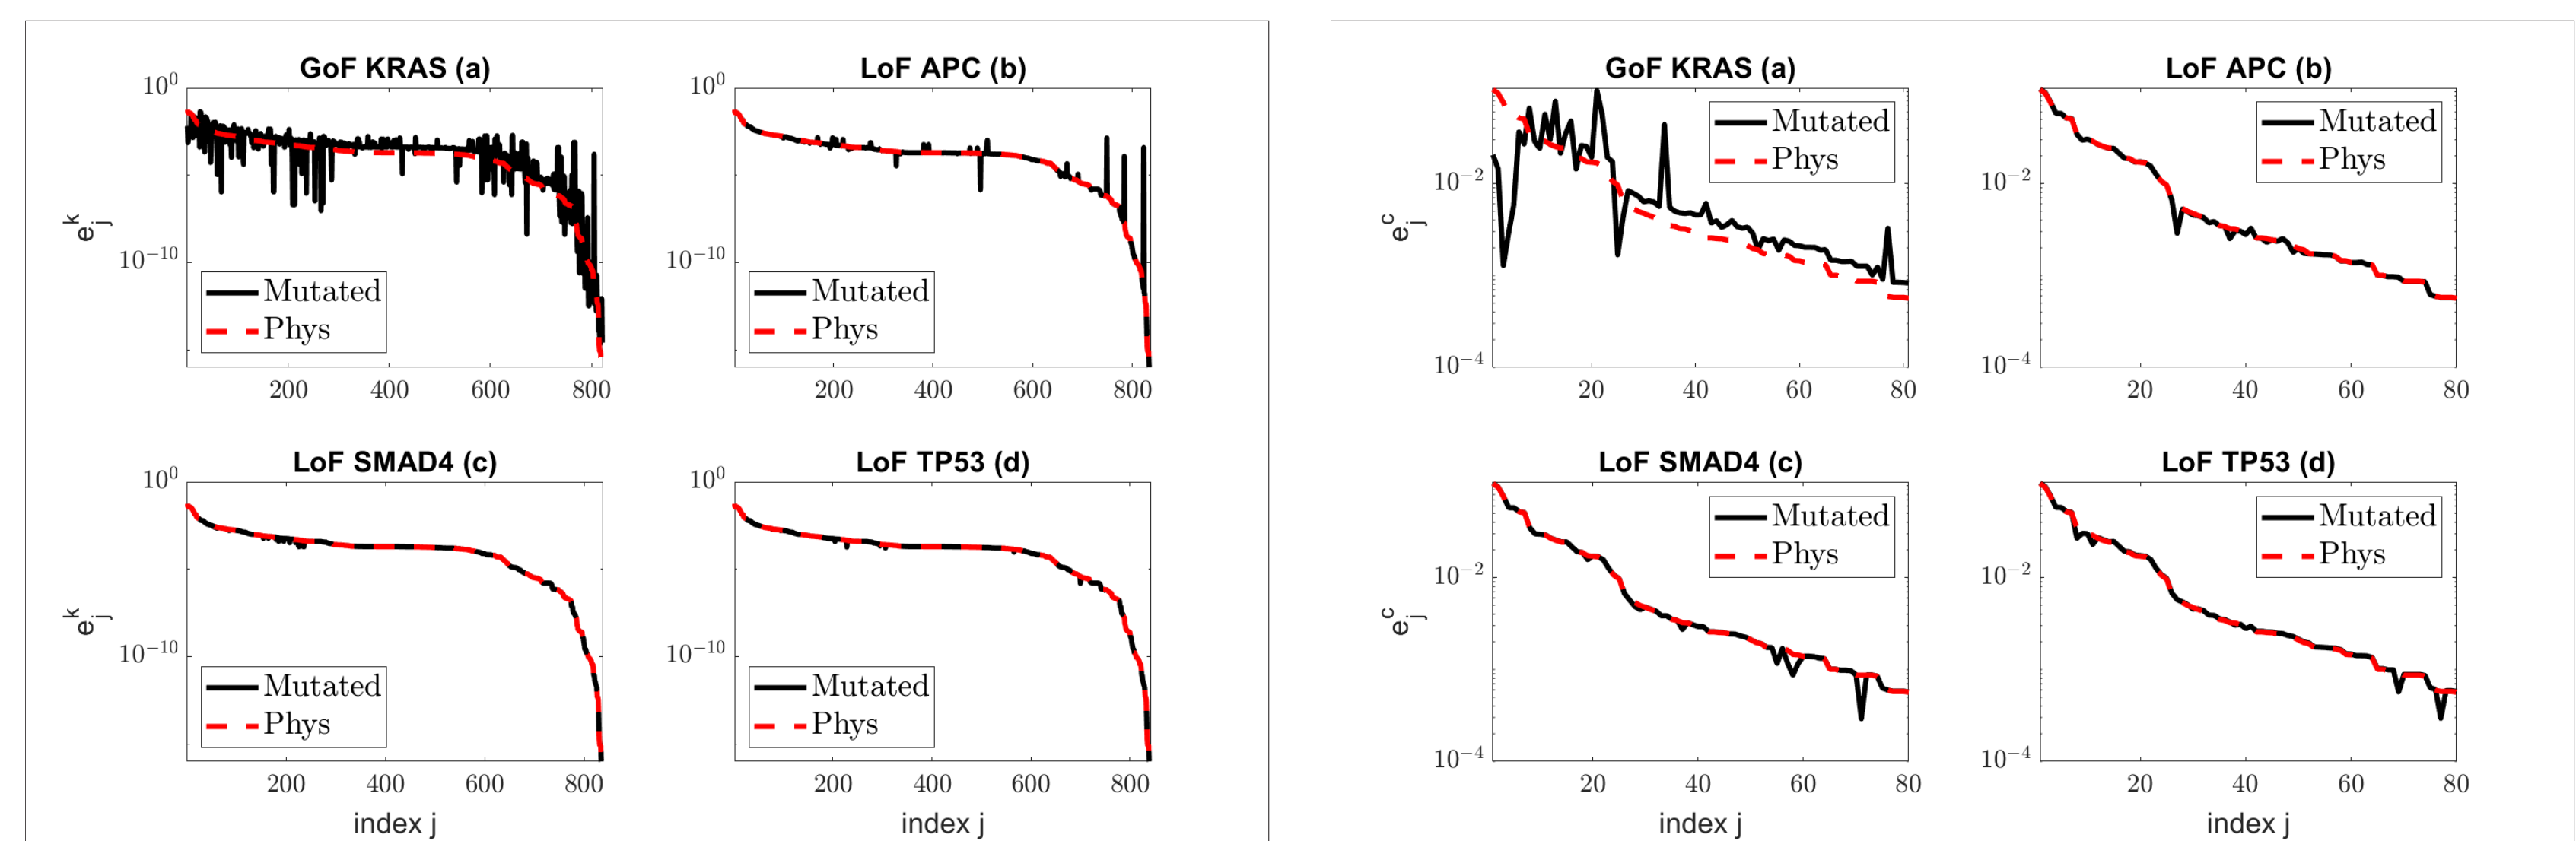 GoF KRAS (a)
10^0
10^-10
e_j^k
Mutated
Phys
200 400 600 800
LoF APC (b)
10^0
10^-10
Mutated
Phys
200 400 600 800
LoF SMAD4 (c)
10^0
10^-10
e_j^k
Mutated
Phys
200 400 600 800
index j
LoF TP53 (d)
10^0
10^-10
Mutated
Phys
200 400 600 800
index j
GoF KRAS (a)
Mutated
Phys
10^-2
e_j^c
10^-4
20 40 60 80
LoF APC (b)
Mutated
Phys
10^-2
10^-4
20 40 60 80
LoF SMAD4 (c)
Mutated
Phys
10^-2
e_j^c
10^-4
20 40 60 80
index j
LoF TP53 (d)
Mutated
Phys
10^-2
10^-4
20 40 60 80
index j